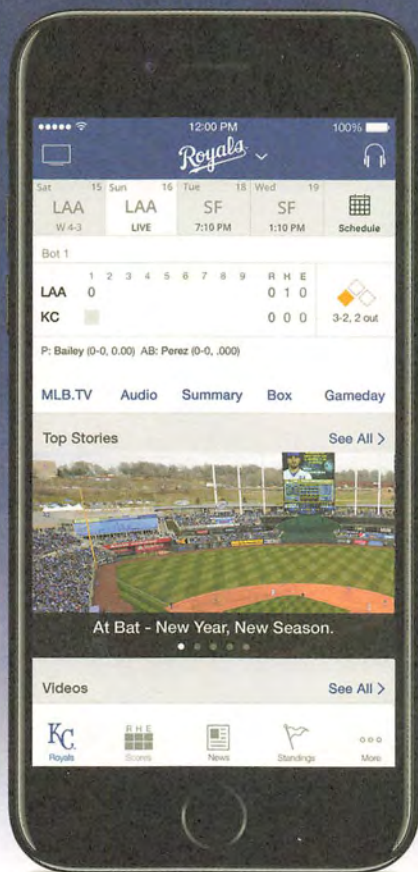 12:00 PM 100%
Royals
Sat 15 Sun 16 Tue 18 Wed 19
LAA LAA SF SF
W 4-3 LIVE 7:10 PM 1:10 PM Schedule
Bot 1
1 2 3 4 5 6 7 8 9 R H E
LAA 0 0 1 0
KC 0 0 0 3-2, 2 out
P: Bailey (0-0, 0.00) AB: Perez (0-0, .000)
MLB.TV Audio Summary Box Gameday
Top Stories See All >
At Bat - New Year, New Season.
Videos See All >
KC R H E
Royals Scores News Standings More